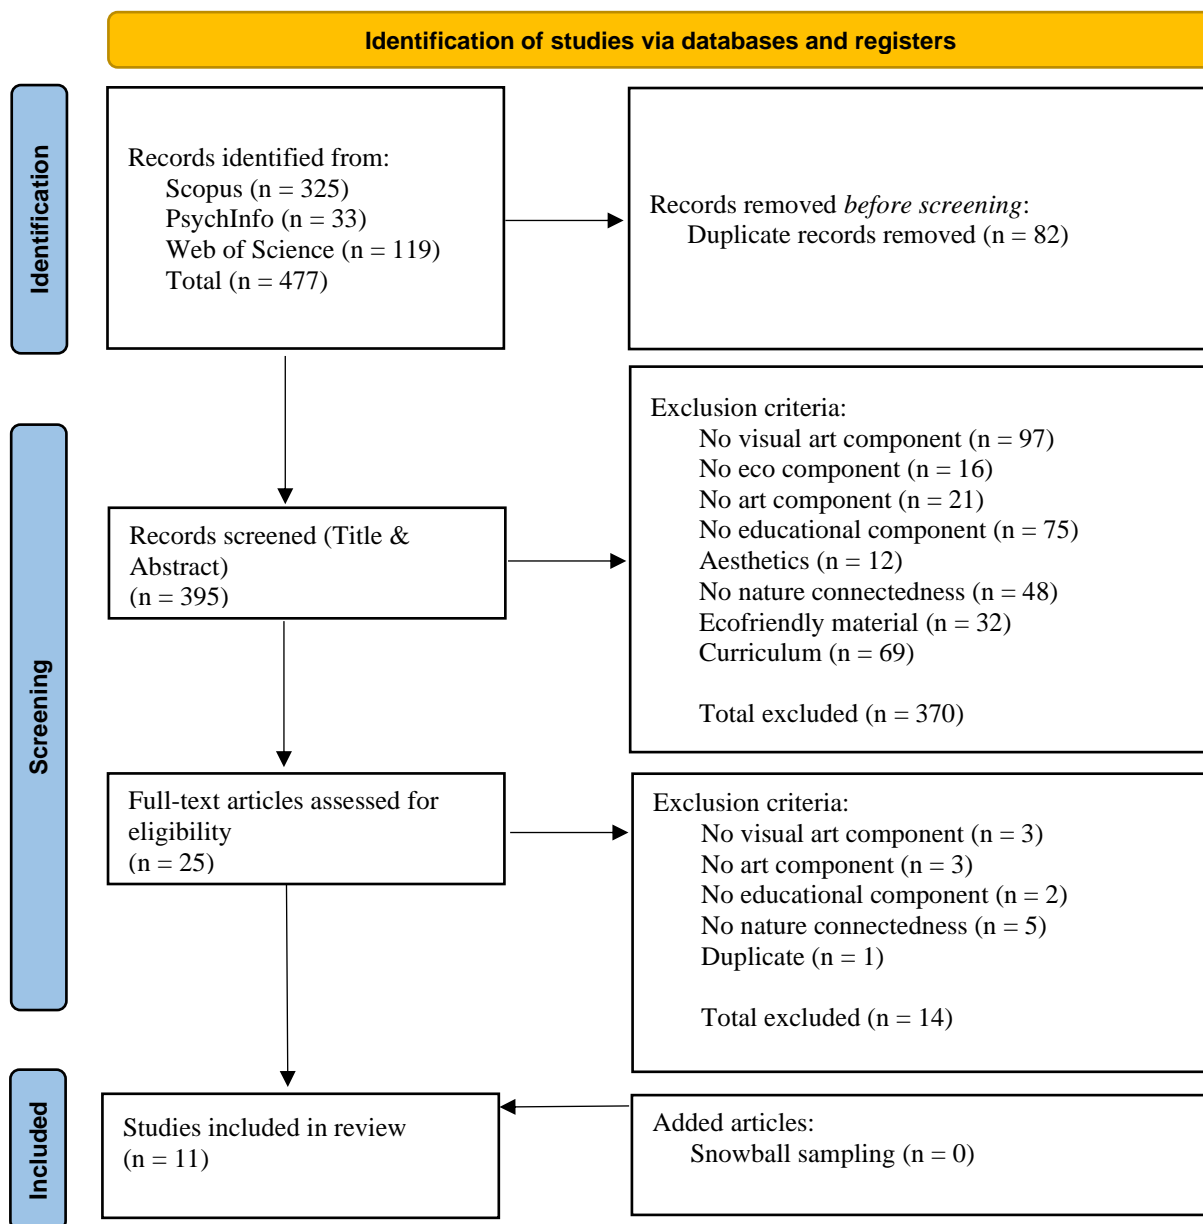 Identification of studies via databases and registers
Identification
Records identified from:
Scopus (n = 325)
PsychInfo (n = 33)
Web of Science (n = 119)
Total (n = 477)
Records removed before screening:
Duplicate records removed (n = 82)
Screening
Records screened (Title &
Abstract)
(n = 395)
Exclusion criteria:
No visual art component (n = 97)
No eco component (n = 16)
No art component (n = 21)
No educational component (n = 75)
Aesthetics (n = 12)
No nature connectedness (n = 48)
Ecofriendly material (n = 32)
Curriculum (n = 69)
Total excluded (n = 370)
Full-text articles assessed for
eligibility
(n = 25)
Exclusion criteria:
No visual art component (n = 3)
No art component (n = 3)
No educational component (n = 2)
No nature connectedness (n = 5)
Duplicate (n = 1)
Total excluded (n = 14)
Included
Studies included in review
(n = 11)
Added articles:
Snowball sampling (n = 0)